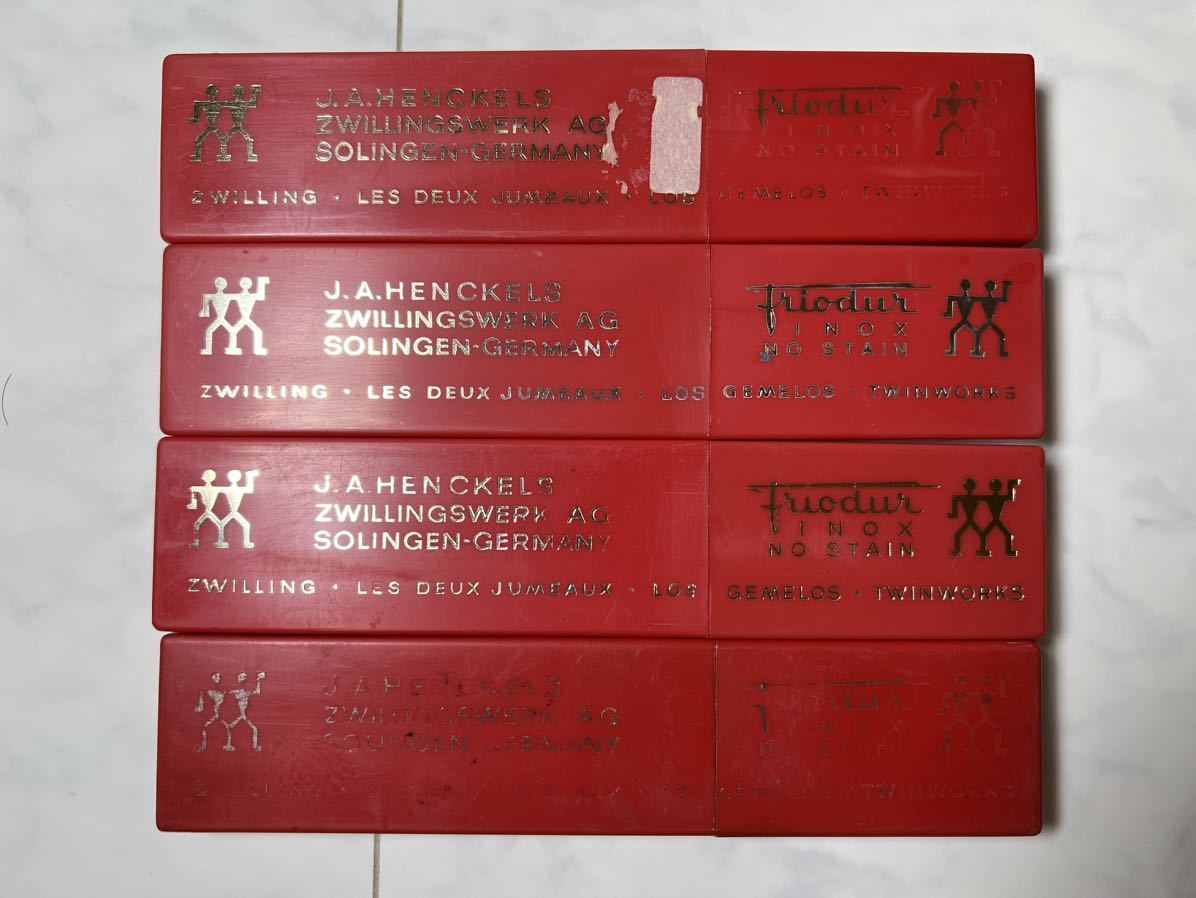 J.A.HENCKELS
ZWILLINGSWERK AG
SOLINGEN-GERMANY
friodur
INOX
NO STAIN
ZWILLING · LES DEUX JUMEAUX · LOS GEMELOS · TWINWORKS
J.A.HENCKELS
ZWILLINGSWERK AG
SOLINGEN-GERMANY
friodur
INOX
NO STAIN
ZWILLING · LES DEUX JUMEAUX · LOS GEMELOS · TWINWORKS
J.A.HENCKELS
ZWILLINGSWERK AG
SOLINGEN-GERMANY
friodur
INOX
NO STAIN
ZWILLING · LES DEUX JUMEAUX · LOS GEMELOS · TWINWORKS
J.A.HENCKELS
ZWILLINGSWERK AG
SOLINGEN-GERMANY
INOX
NO STAIN
GEMELOS · TWINWORKS